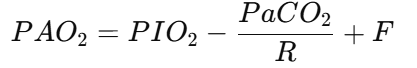 PAO₂ = PIO₂ − PaCO₂/R + F